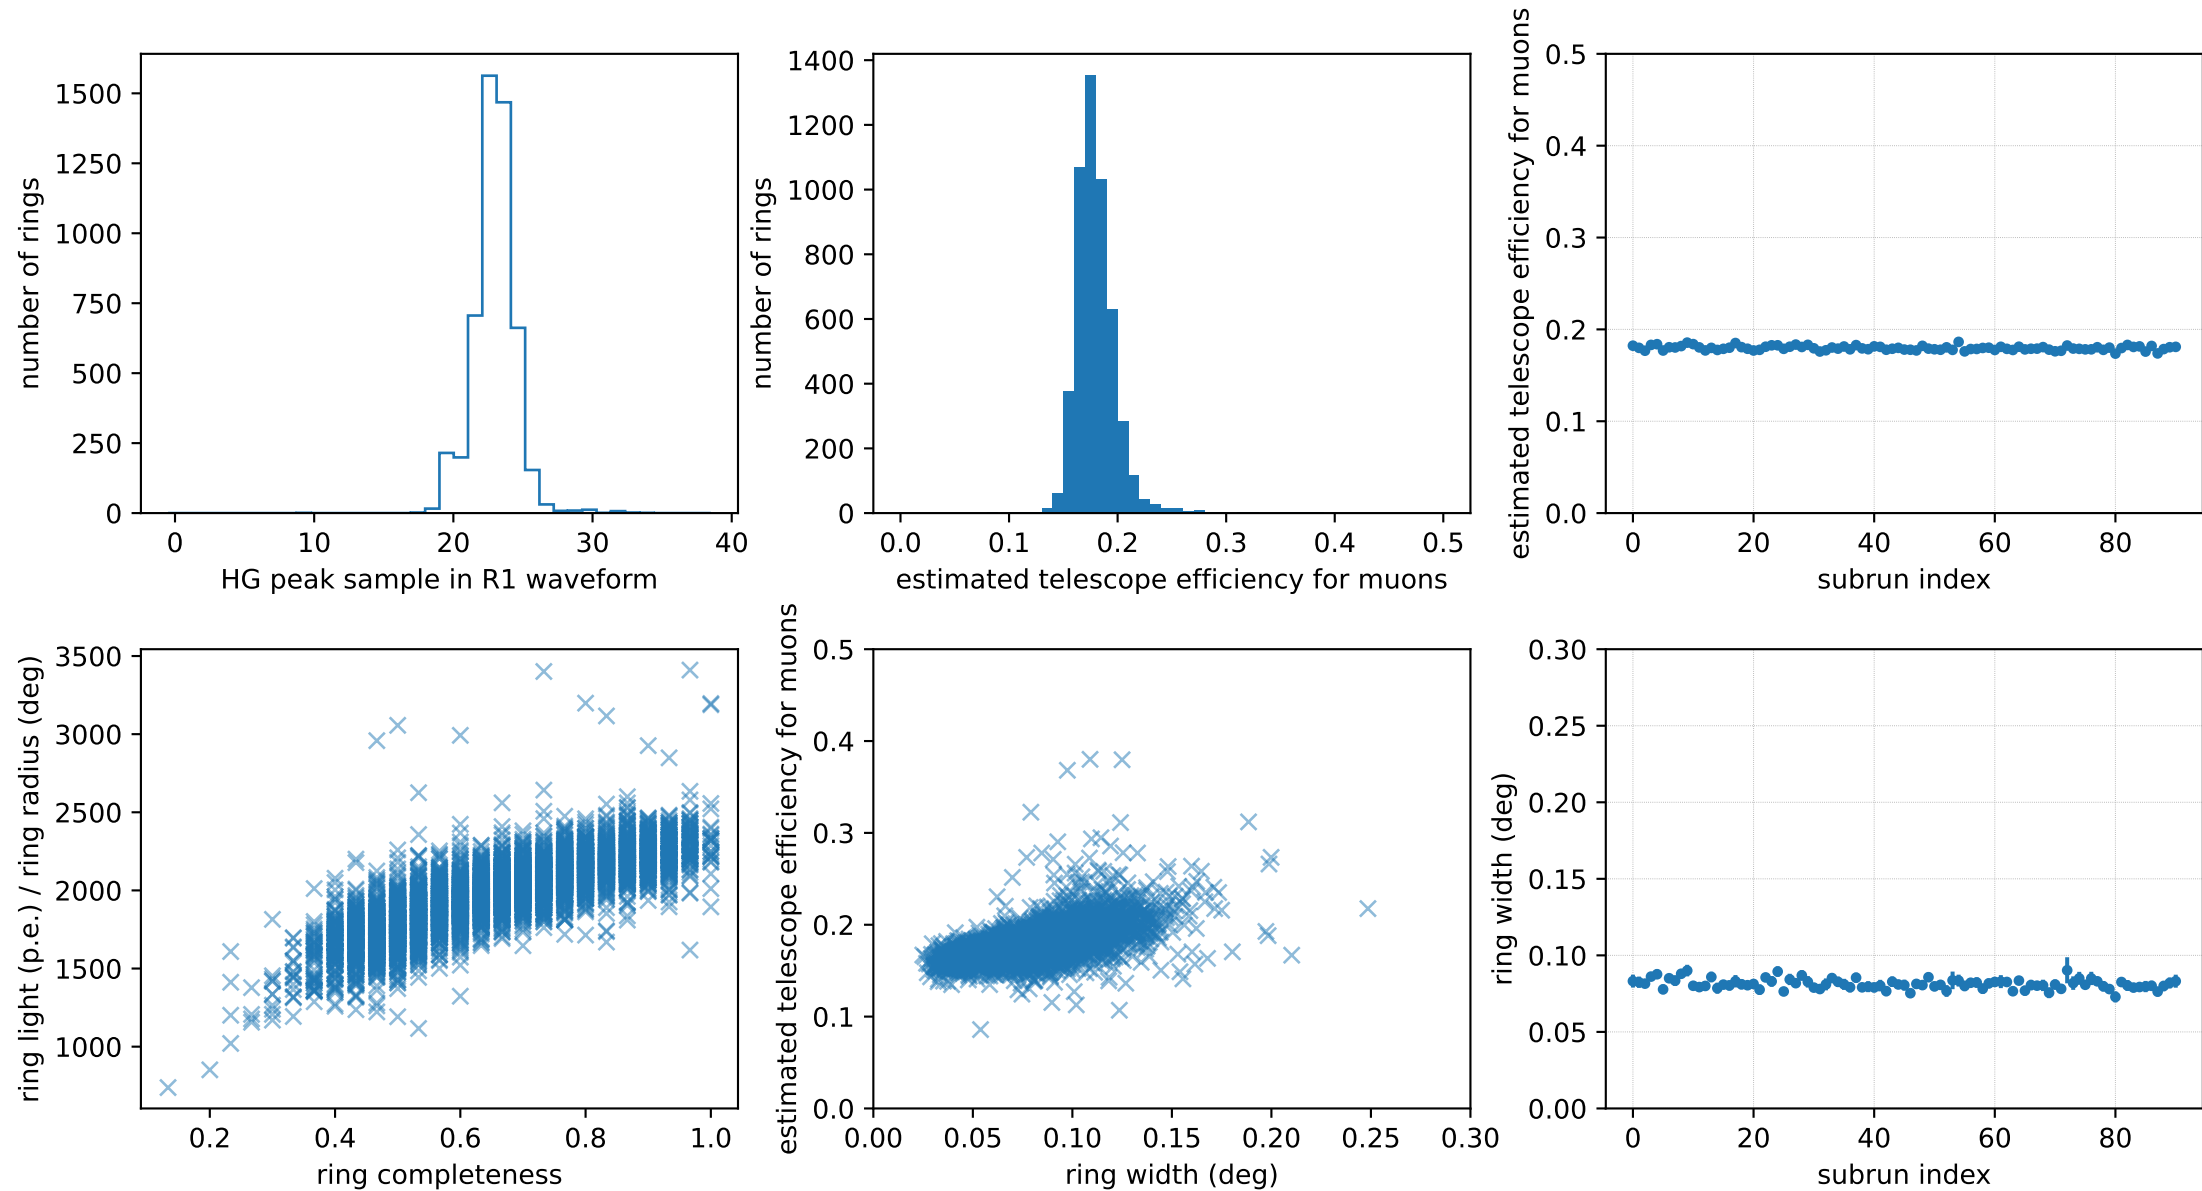 number of rings
1500
1250
1000
750
500
250
0
0 10 20 30 40
HG peak sample in R1 waveform
number of rings
1400
1200
1000
800
600
400
200
0
0.0 0.1 0.2 0.3 0.4 0.5
estimated telescope efficiency for muons
estimated telescope efficiency for muons
0.5
0.4
0.3
0.2
0.1
0.0
0 20 40 60 80
subrun index
ring light (p.e.) / ring radius (deg)
3500
3000
2500
2000
1500
1000
0.2 0.4 0.6 0.8 1.0
ring completeness
estimated telescope efficiency for muons
0.5
0.4
0.3
0.2
0.1
0.0
0.00 0.05 0.10 0.15 0.20 0.25 0.30
ring width (deg)
ring width (deg)
0.30
0.25
0.20
0.15
0.10
0.05
0.00
0 20 40 60 80
subrun index